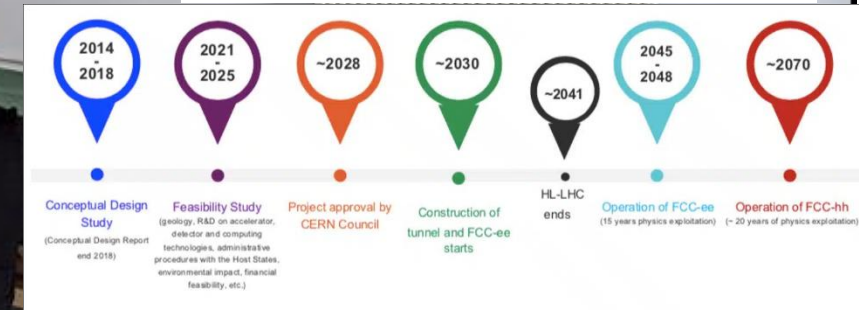 2014
-
2018
2021
-
2025
~2028
~2030
~2041
2045
-
2048
~2070
Conceptual Design
Study
(Conceptual Design Report
end 2018)
Feasibility Study
(geology, R&D on accelerator,
detector and computing
technologies, administrative
procedures with the Host States,
environmental impact, financial
feasibility, etc.)
Project approval by
CERN Council
Construction of
tunnel and FCC-ee
starts
HL-LHC
ends
Operation of FCC-ee
(15 years physics exploitation)
Operation of FCC-hh
(~ 20 years of physics exploitation)